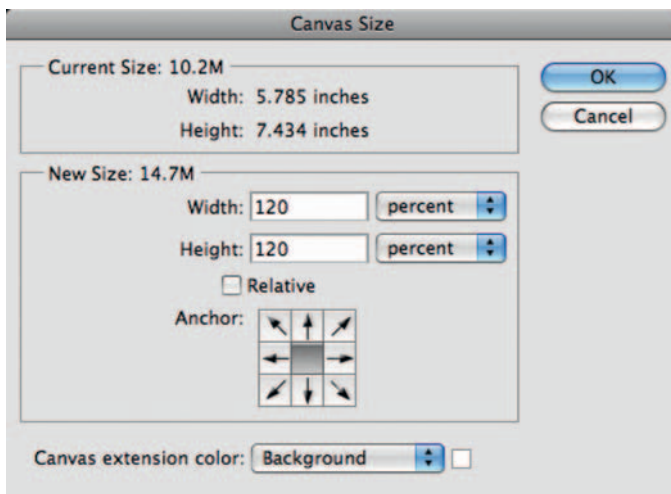 Canvas Size
Current Size: 10.2M
Width: 5.785 inches
Height: 7.434 inches
OK
Cancel
New Size: 14.7M
Width: 120 percent
Height: 120 percent
Relative
Anchor:
Canvas extension color: Background